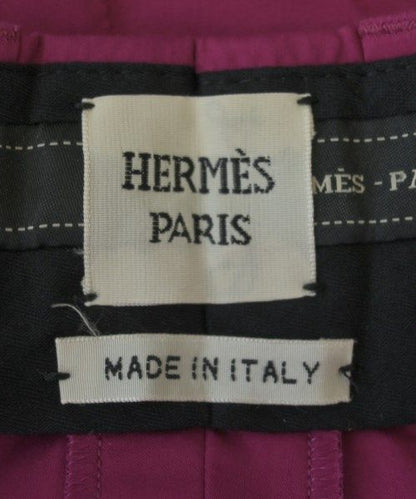 HERMÈS
PARIS
MÈS - PA
MADE IN ITALY